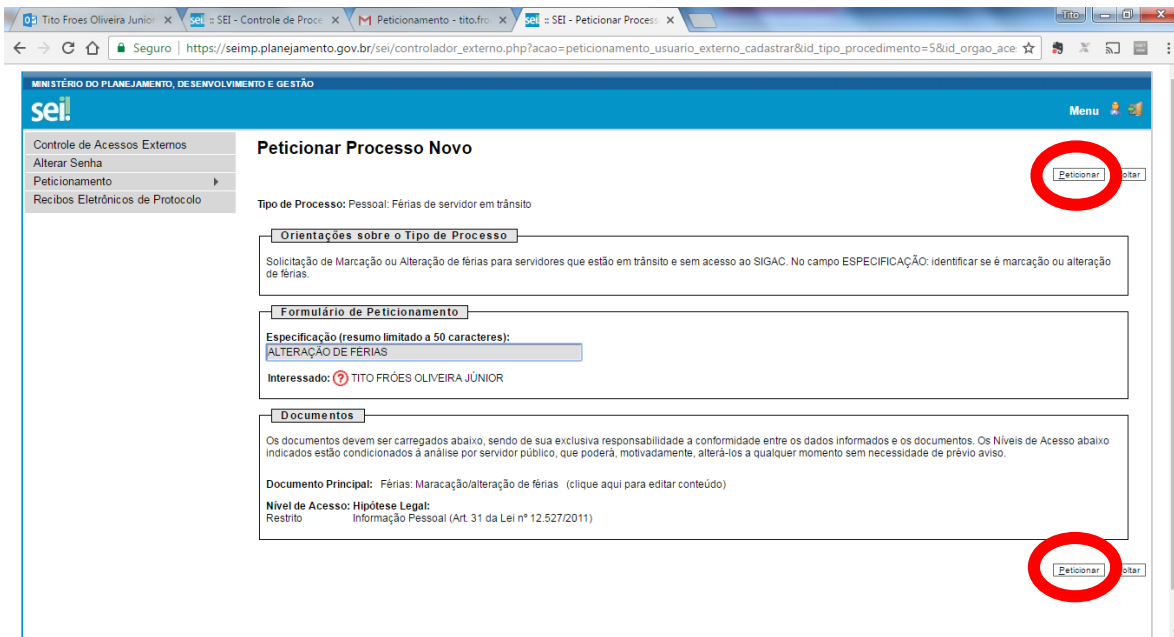 Tito Froes Oliveira Junior
sei! :: SEI - Controle de Proce
Peticionamento - tito.fro
sei! :: SEI - Peticionar Process
Tito
Seguro | https://seimp.planejamento.gov.br/sei/controlador_externo.php?acao=peticionamento_usuario_externo_cadastrar&id_tipo_procedimento=5&id_orgao_ace
MINISTÉRIO DO PLANEJAMENTO, DESENVOLVIMENTO E GESTÃO
sei!
Menu
Controle de Acessos Externos
Alterar Senha
Peticionamento
Recibos Eletrônicos de Protocolo
Peticionar Processo Novo
Peticionar oltar
Tipo de Processo: Pessoal: Férias de servidor em trânsito
Orientações sobre o Tipo de Processo
Solicitação de Marcação ou Alteração de férias para servidores que estão em trânsito e sem acesso ao SIGAC. No campo ESPECIFICAÇÃO: identificar se é marcação ou alteração
de férias.
Formulário de Peticionamento
Especificação (resumo limitado a 50 caracteres):
ALTERAÇÃO DE FÉRIAS
Interessado: ? TITO FRÓES OLIVEIRA JÚNIOR
Documentos
Os documentos devem ser carregados abaixo, sendo de sua exclusiva responsabilidade a conformidade entre os dados informados e os documentos. Os Níveis de Acesso abaixo
indicados estão condicionados à análise por servidor público, que poderá, motivadamente, alterá-los a qualquer momento sem necessidade de prévio aviso.
Documento Principal: Férias: Maracação/alteração de férias (clique aqui para editar conteúdo)
Nível de Acesso: Hipótese Legal:
Restrito Informação Pessoal (Art. 31 da Lei nº 12.527/2011)
Peticionar oltar